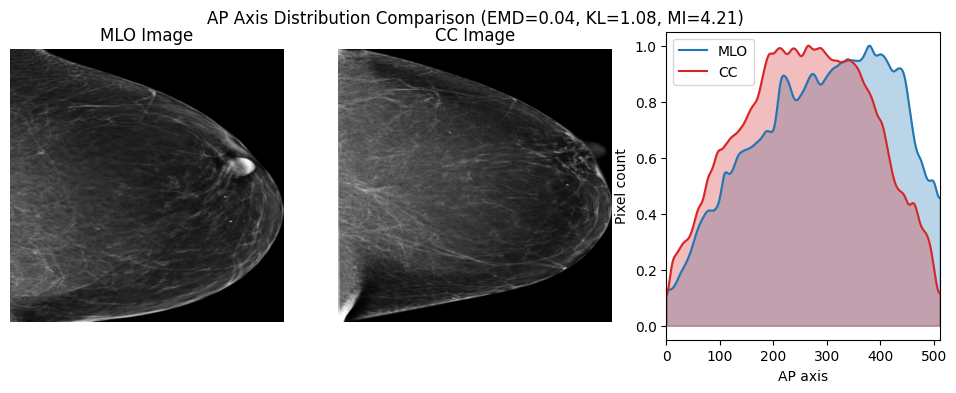 AP Axis Distribution Comparison (EMD=0.04, KL=1.08, MI=4.21)
MLO Image
CC Image
MLO
CC
1.0
0.8
0.6
0.4
0.2
0.0
Pixel count
0 100 200 300 400 500
AP axis